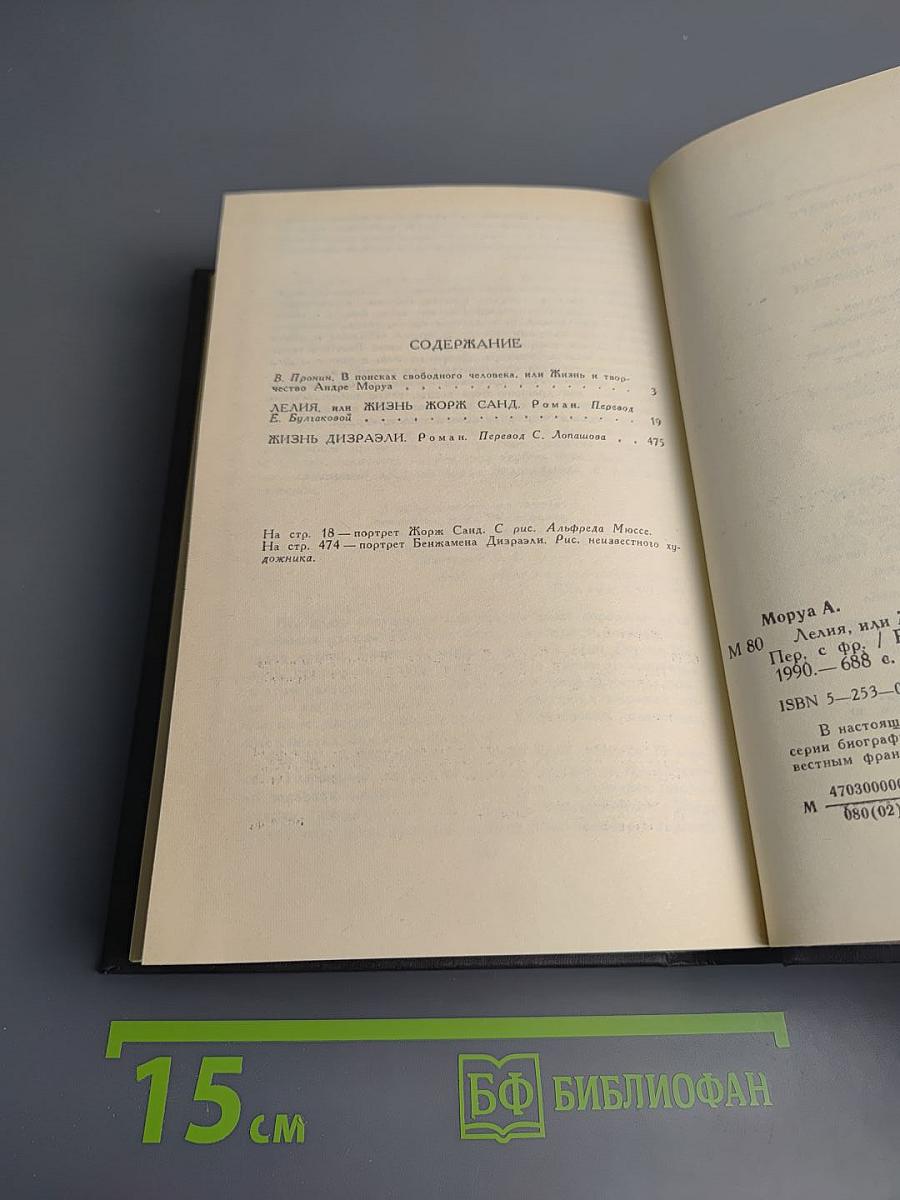 СОДЕРЖАНИЕ
В. Пронин. В поисках свободного человека, или Жизнь и твор-
чество Андре Моруа . . . . . . . . . . . . . . 3
ЛЕЛИЯ, или ЖИЗНЬ ЖОРЖ САНД. Роман. Перевод
Е. Булгаковой . . . . . . . . . . . . . . . . . 19
ЖИЗНЬ ДИЗРАЭЛИ. Роман. Перевод С. Лопашова . . 475
На стр. 18 — портрет Жорж Санд. С рис. Альфреда Мюссе.
На стр. 474 — портрет Бенжамена Дизраэли. Рис. неизвестного ху-
дожника.
Моруа А.
М 80 Лелия, или
Пер. с фр. /
1990.— 688 с.
ISBN 5—253—
В настоящ
серии биограф
вестным фран
М 470300000
080(02)
15 см
БФ БИБЛИОФАН